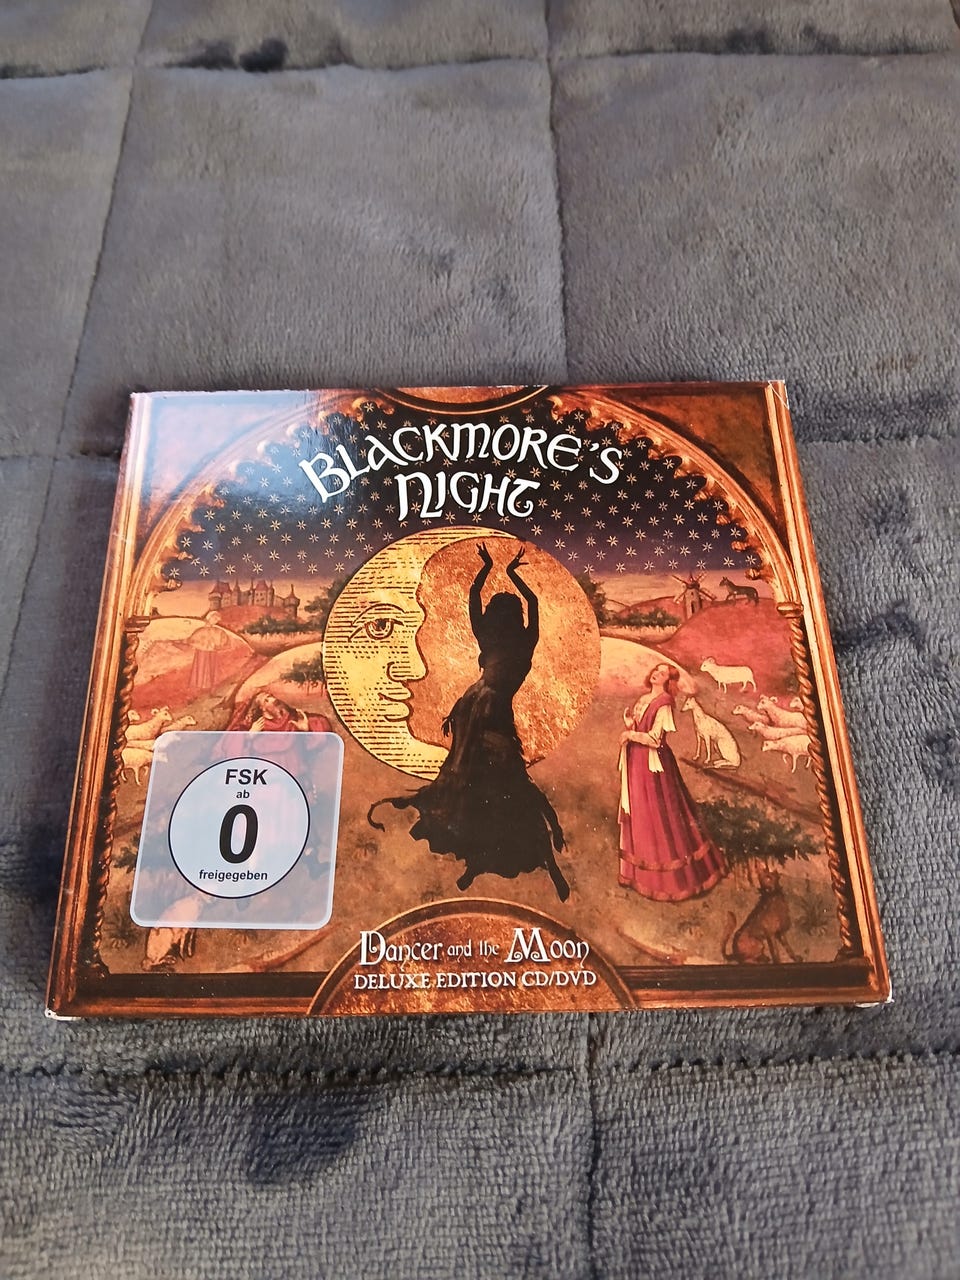 BLACKMORE'S
NIGHT
FSK
ab
0
freigegeben
Dancer and the Moon
DELUXE EDITION CD/DVD